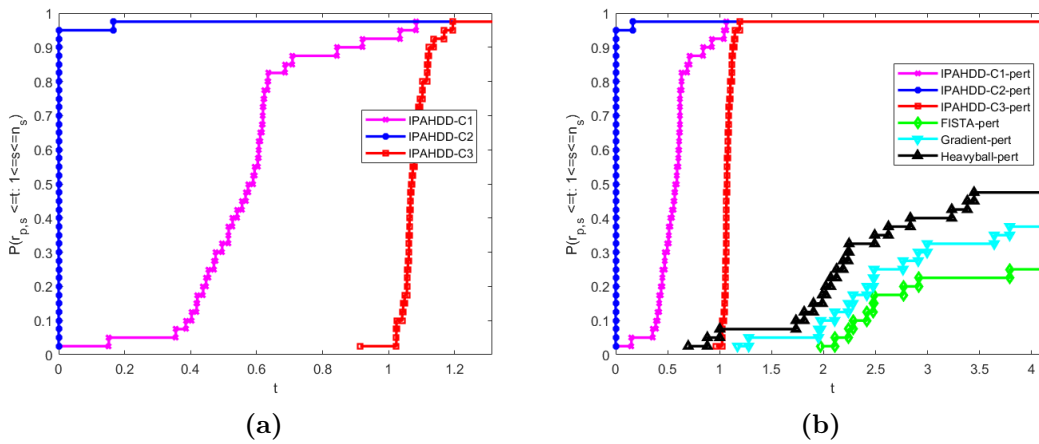 1
0.9
0.8
0.7
0.6
0.5
0.4
0.3
0.2
0.1
0
P(r_{p,s} <=t: 1<=s<=n_s)
IPAHDD-C1
IPAHDD-C2
IPAHDD-C3
0 0.2 0.4 0.6 0.8 1 1.2
t
(a)
1
0.9
0.8
0.7
0.6
0.5
0.4
0.3
0.2
0.1
0
P(r_{p,s} <=t: 1<=s<=n_s)
IPAHDD-C1-pert
IPAHDD-C2-pert
IPAHDD-C3-pert
FISTA-pert
Gradient-pert
Heavyball-pert
0 0.5 1 1.5 2 2.5 3 3.5 4
t
(b)